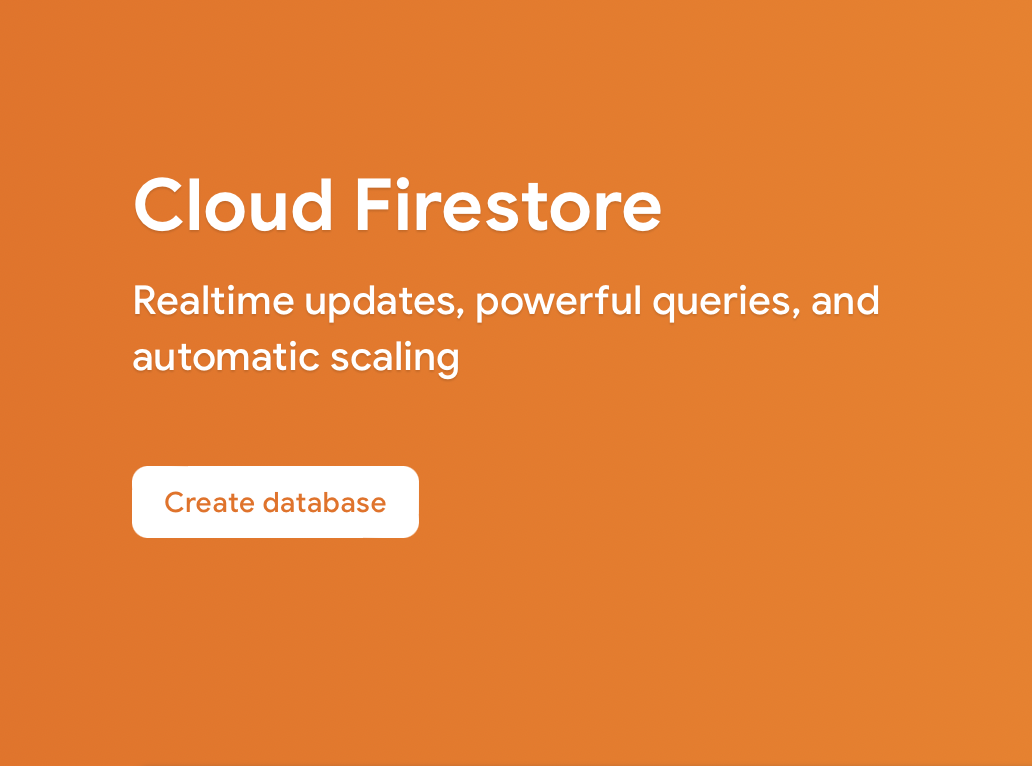 Cloud Firestore
Realtime updates, powerful queries, and
automatic scaling
Create database